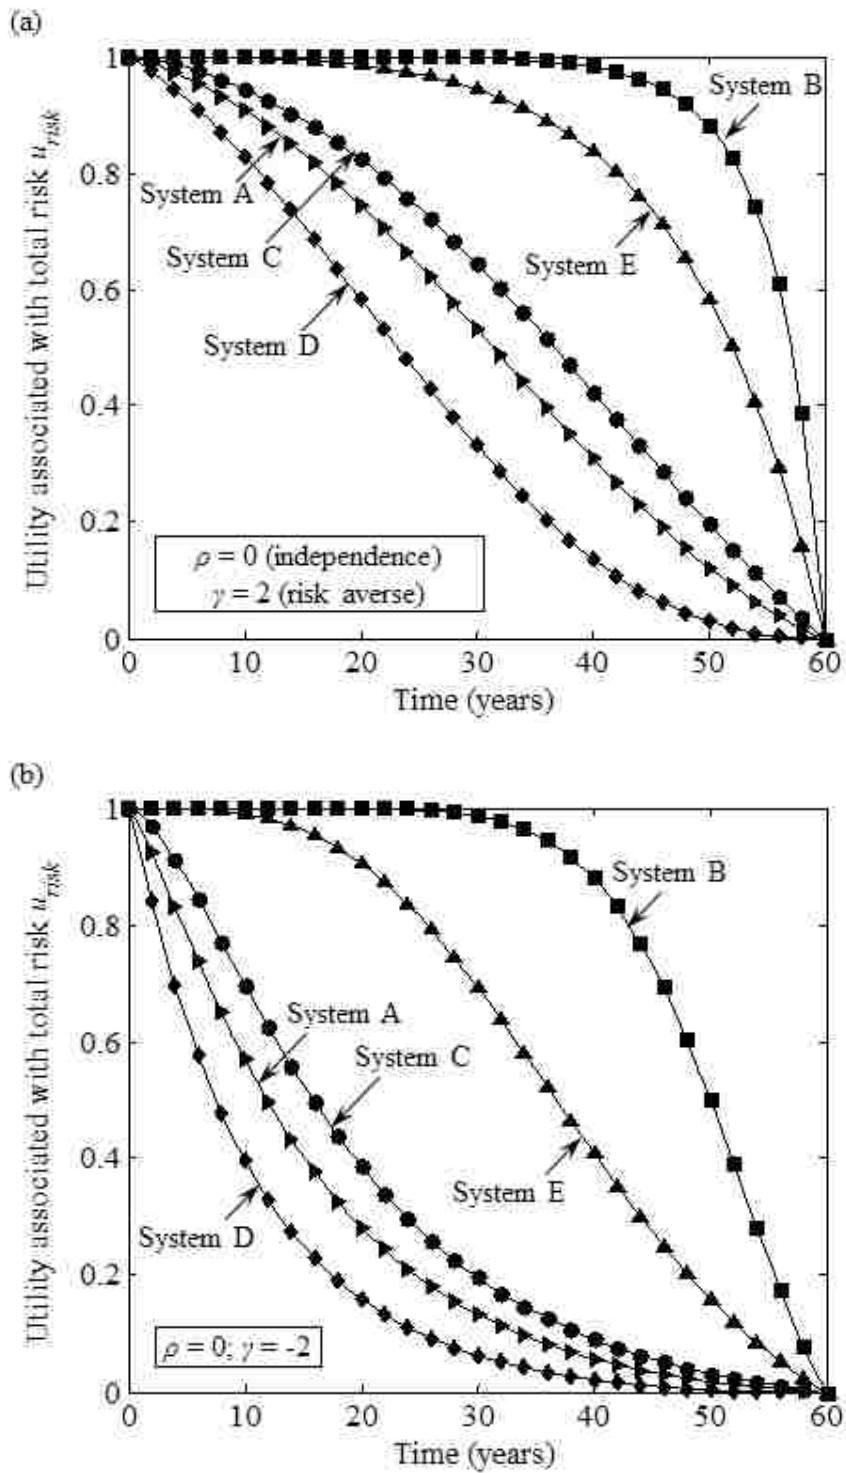 (a)
1
0.8
0.6
0.4
0.2
0
Utility associated with total risk u_risk
System B
System A
System C
System E
System D
ρ = 0 (independence)
γ = 2 (risk averse)
0 10 20 30 40 50 60
Time (years)
(b)
1
0.8
0.6
0.4
0.2
0
Utility associated with total risk u_risk
System B
System A
System C
System E
System D
ρ = 0; γ = -2
0 10 20 30 40 50 60
Time (years)